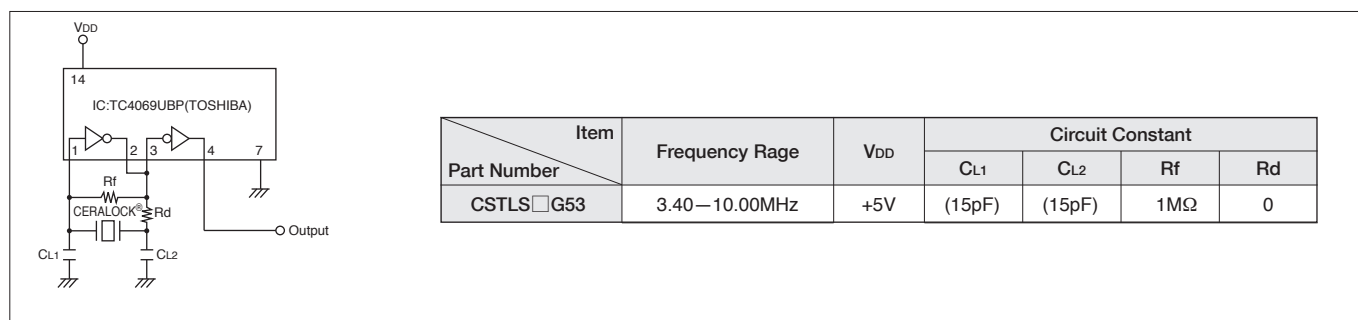 VDD
14
IC:TC4069UBP(TOSHIBA)
1 2 3 4 7
Rf
CERALOCK® Rd
Output
CL1 CL2
Item
Part Number
Frequency Rage
VDD
Circuit Constant
CL1 CL2 Rf Rd
CSTLS□G53 3.40—10.00MHz +5V (15pF) (15pF) 1MΩ 0